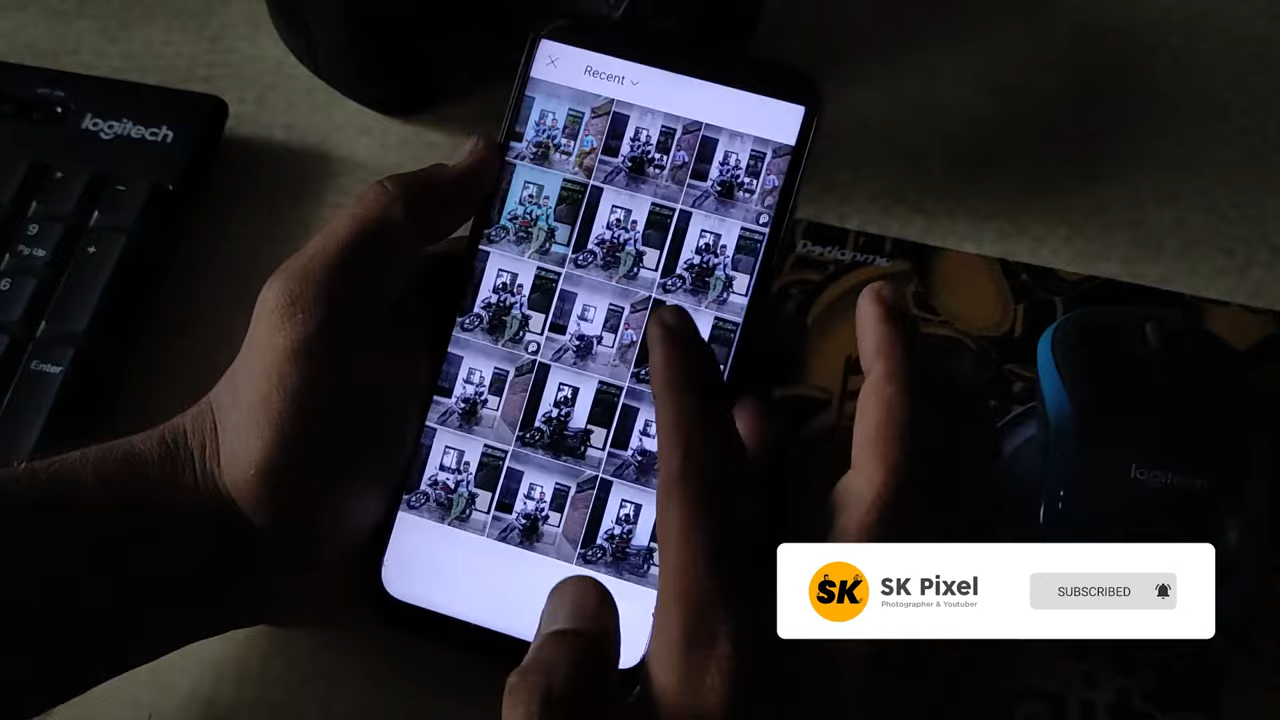 Recent
logitech
9
Pg Up
6
+
Enter
logitech
SK
SK Pixel
Photographer & Youtuber
SUBSCRIBED